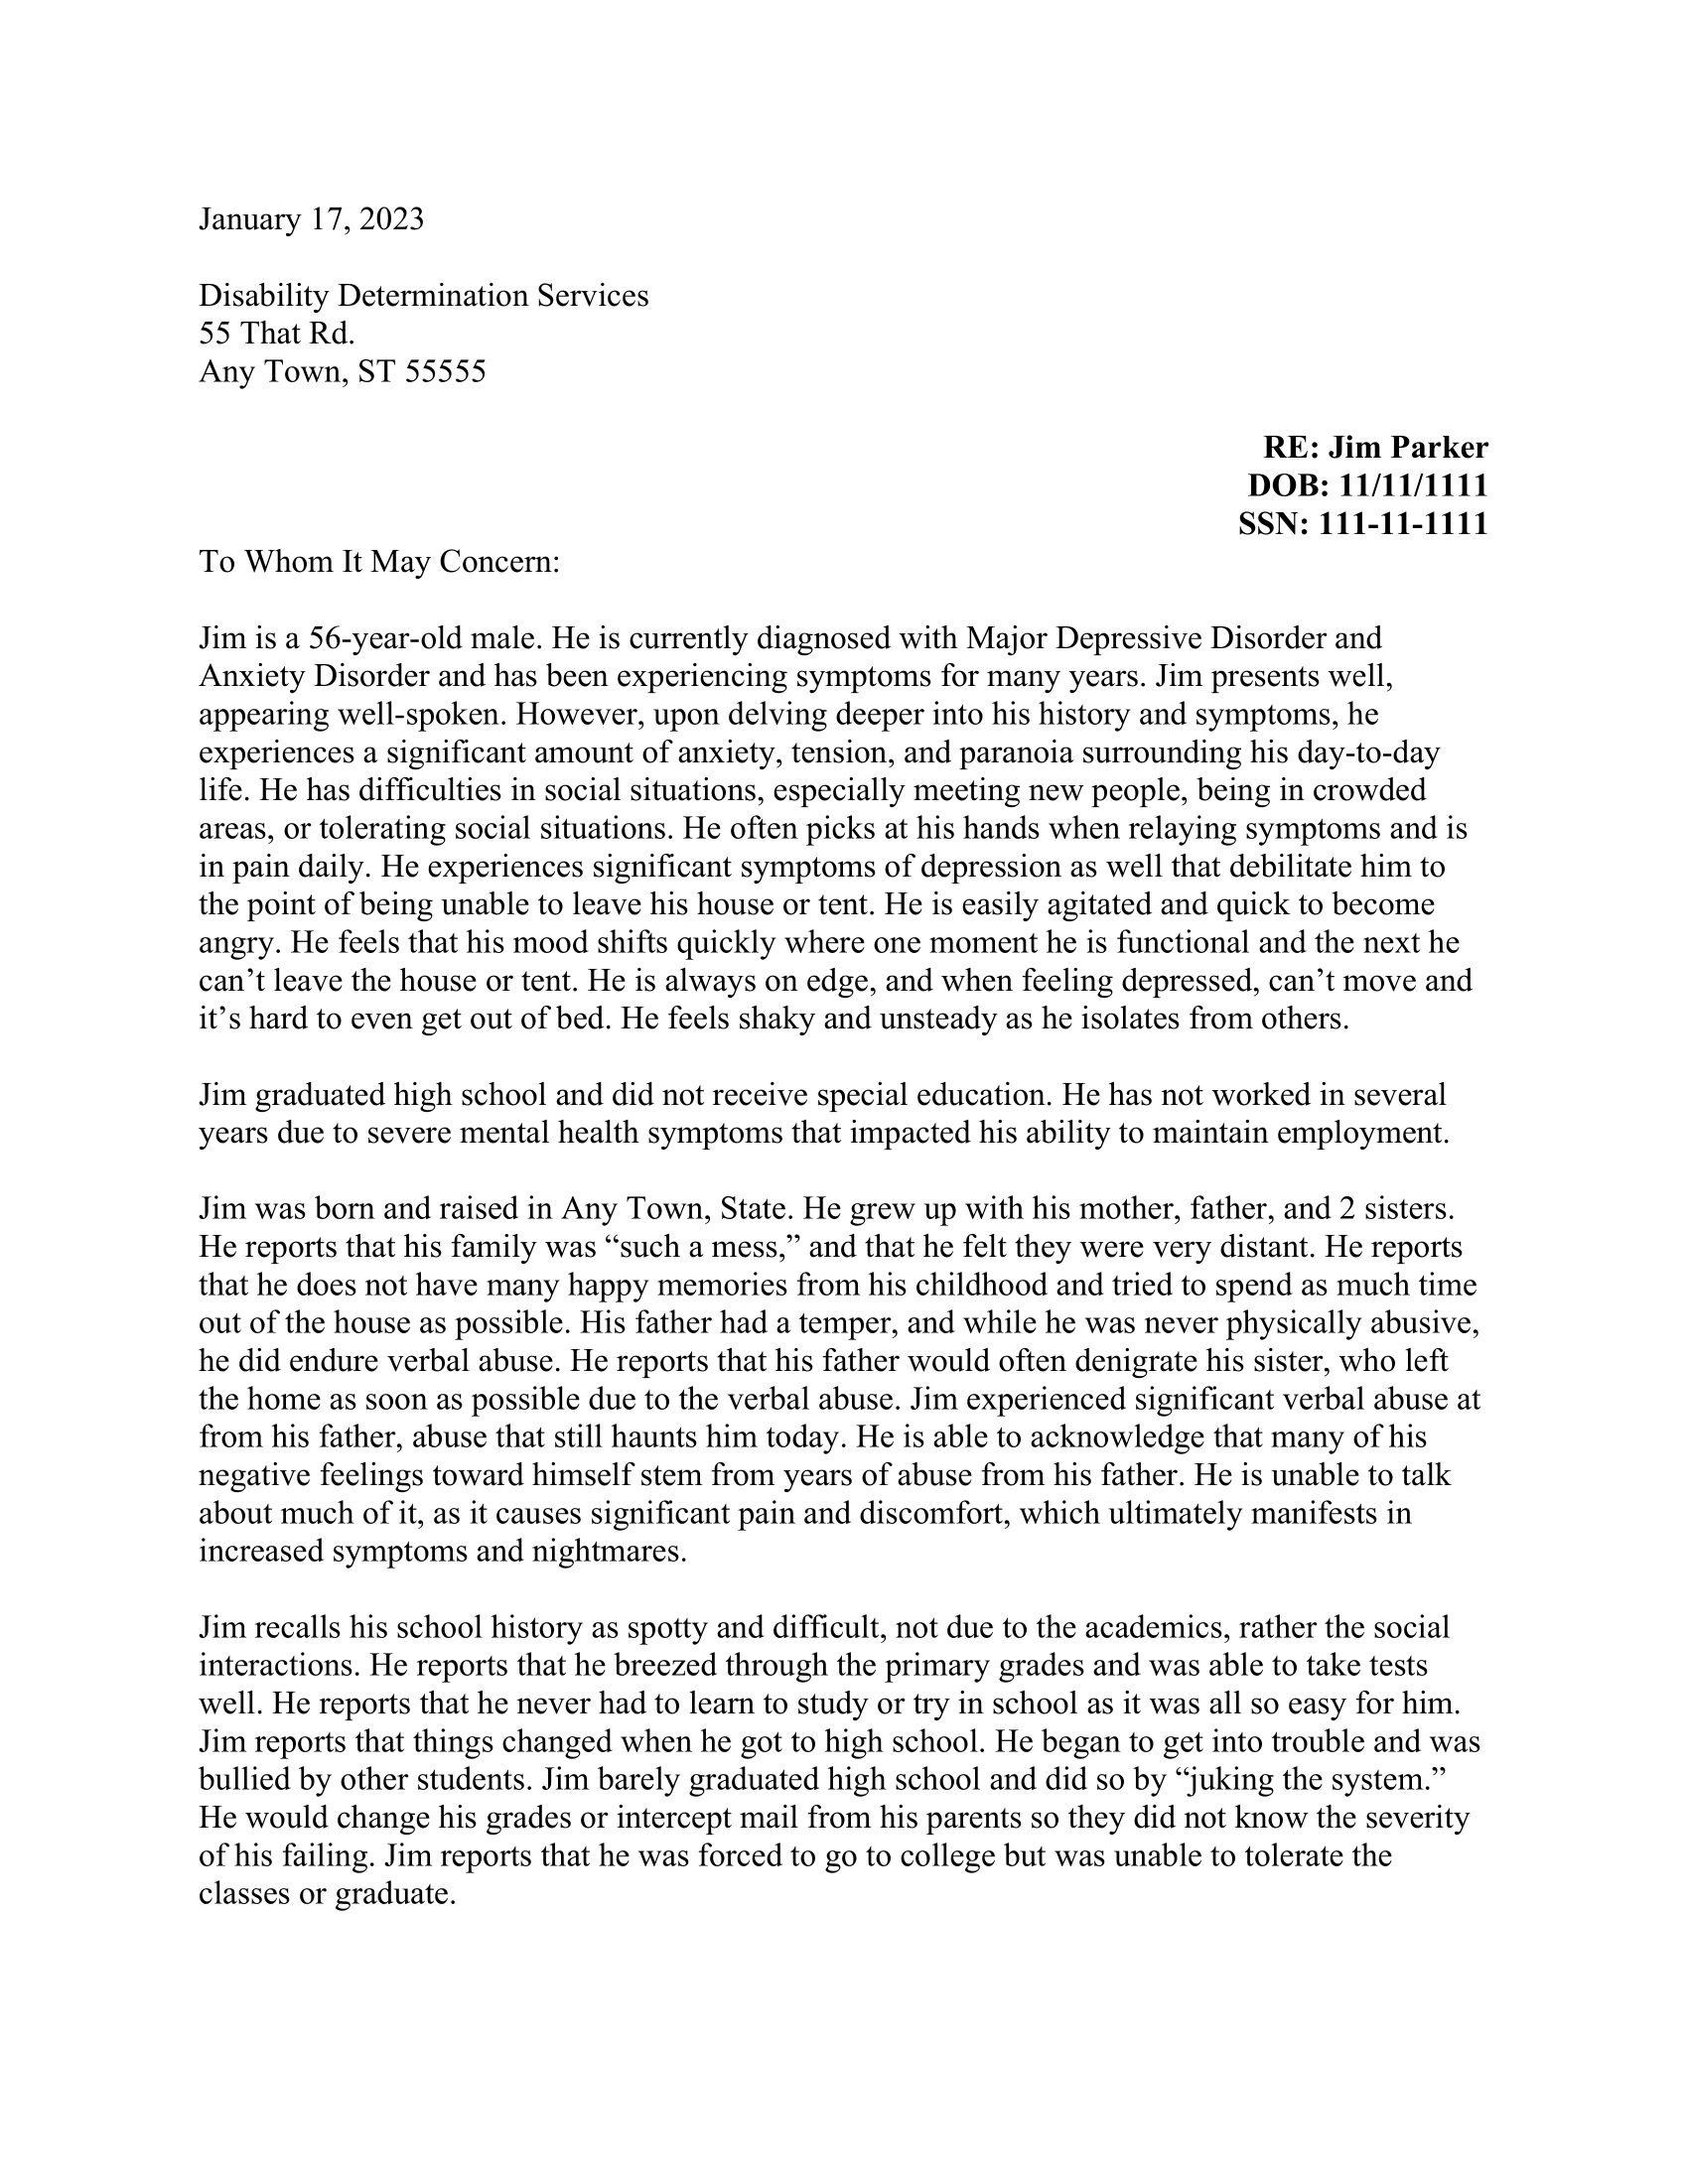 January 17, 2023
Disability Determination Services
55 That Rd.
Any Town, ST 55555
RE: Jim Parker
DOB: 11/11/1111
SSN: 111-11-1111
To Whom It May Concern:
Jim is a 56-year-old male. He is currently diagnosed with Major Depressive Disorder and
Anxiety Disorder and has been experiencing symptoms for many years. Jim presents well,
appearing well-spoken. However, upon delving deeper into his history and symptoms, he
experiences a significant amount of anxiety, tension, and paranoia surrounding his day-to-day
life. He has difficulties in social situations, especially meeting new people, being in crowded
areas, or tolerating social situations. He often picks at his hands when relaying symptoms and is
in pain daily. He experiences significant symptoms of depression as well that debilitate him to
the point of being unable to leave his house or tent. He is easily agitated and quick to become
angry. He feels that his mood shifts quickly where one moment he is functional and the next he
can’t leave the house or tent. He is always on edge, and when feeling depressed, can’t move and
it’s hard to even get out of bed. He feels shaky and unsteady as he isolates from others.
Jim graduated high school and did not receive special education. He has not worked in several
years due to severe mental health symptoms that impacted his ability to maintain employment.
Jim was born and raised in Any Town, State. He grew up with his mother, father, and 2 sisters.
He reports that his family was “such a mess,” and that he felt they were very distant. He reports
that he does not have many happy memories from his childhood and tried to spend as much time
out of the house as possible. His father had a temper, and while he was never physically abusive,
he did endure verbal abuse. He reports that his father would often denigrate his sister, who left
the home as soon as possible due to the verbal abuse. Jim experienced significant verbal abuse at
from his father, abuse that still haunts him today. He is able to acknowledge that many of his
negative feelings toward himself stem from years of abuse from his father. He is unable to talk
about much of it, as it causes significant pain and discomfort, which ultimately manifests in
increased symptoms and nightmares.
Jim recalls his school history as spotty and difficult, not due to the academics, rather the social
interactions. He reports that he breezed through the primary grades and was able to take tests
well. He reports that he never had to learn to study or try in school as it was all so easy for him.
Jim reports that things changed when he got to high school. He began to get into trouble and was
bullied by other students. Jim barely graduated high school and did so by “juking the system.”
He would change his grades or intercept mail from his parents so they did not know the severity
of his failing. Jim reports that he was forced to go to college but was unable to tolerate the
classes or graduate.